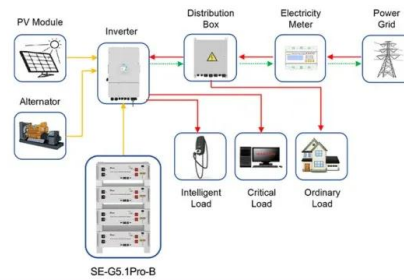 PV Module
Inverter
Distribution
Box
Electricity
Meter
Power
Grid
Alternator
Intelligent
Load
Critical
Load
Ordinary
Load
SE-G5.1Pro-B